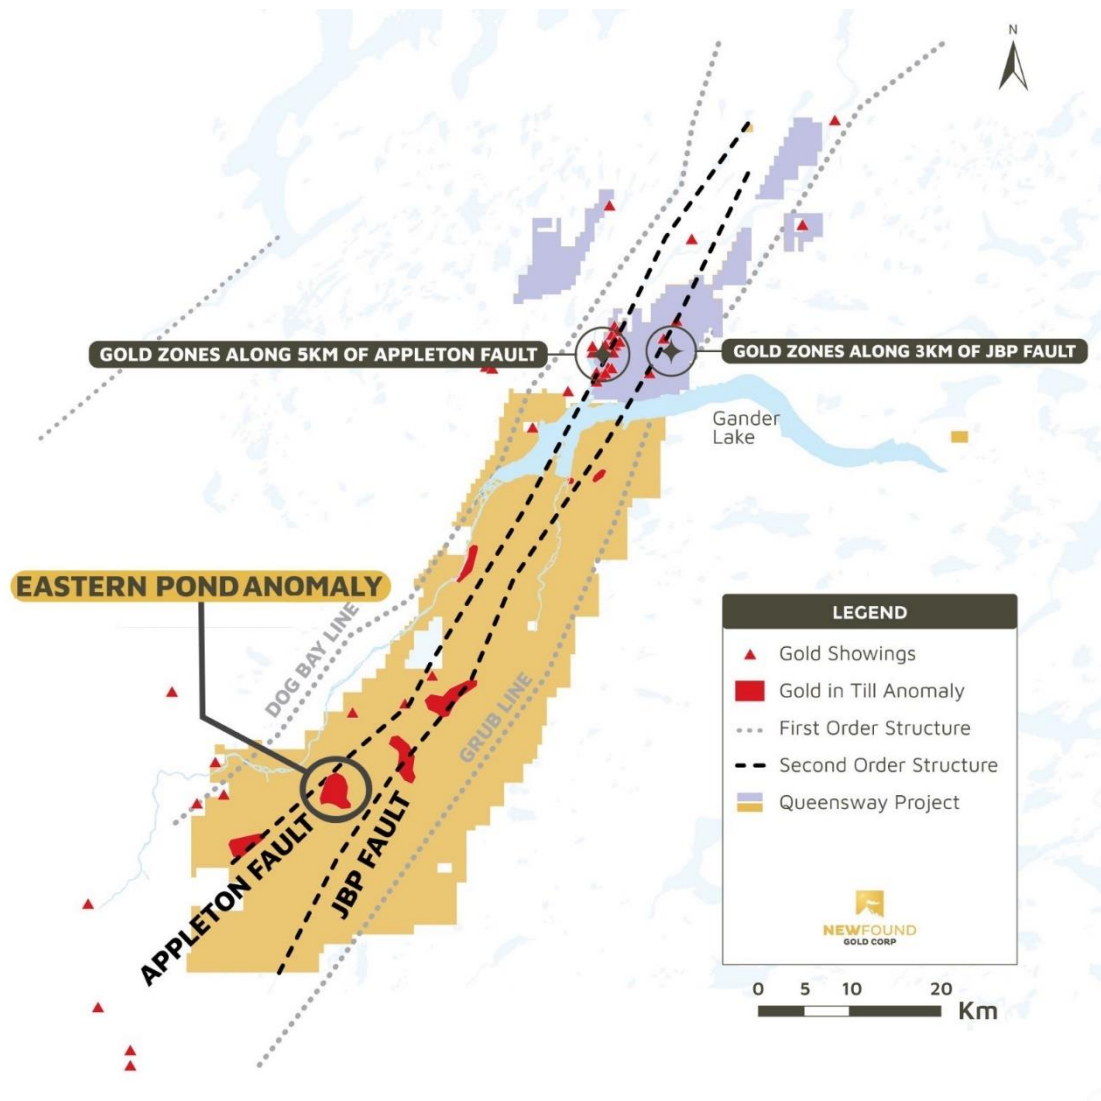 N
GOLD ZONES ALONG 5KM OF APPLETON FAULT
GOLD ZONES ALONG 3KM OF JBP FAULT
Gander
Lake
EASTERN POND ANOMALY
DOG BAY LINE
GRUB LINE
APPLETON FAULT
JBP FAULT
LEGEND
Gold Showings
Gold in Till Anomaly
First Order Structure
Second Order Structure
Queensway Project
NEWFOUND
GOLD CORP
0 5 10 20 Km